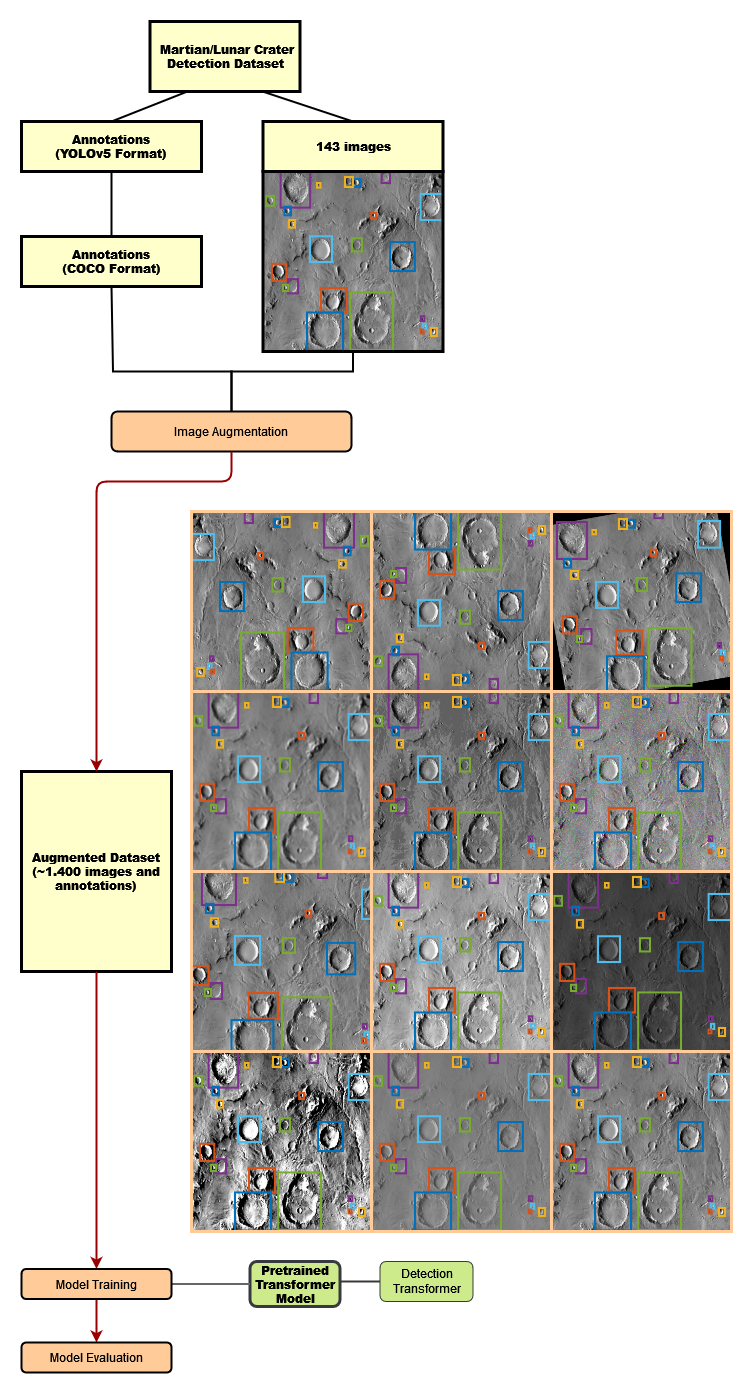 Martian/Lunar Crater
Detection Dataset
Annotations
(YOLOv5 Format)
143 images
Annotations
(COCO Format)
Image Augmentation
Augmented Dataset
(~1.400 images and
annotations)
Model Training
Pretrained
Transformer
Model
Detection
Transformer
Model Evaluation